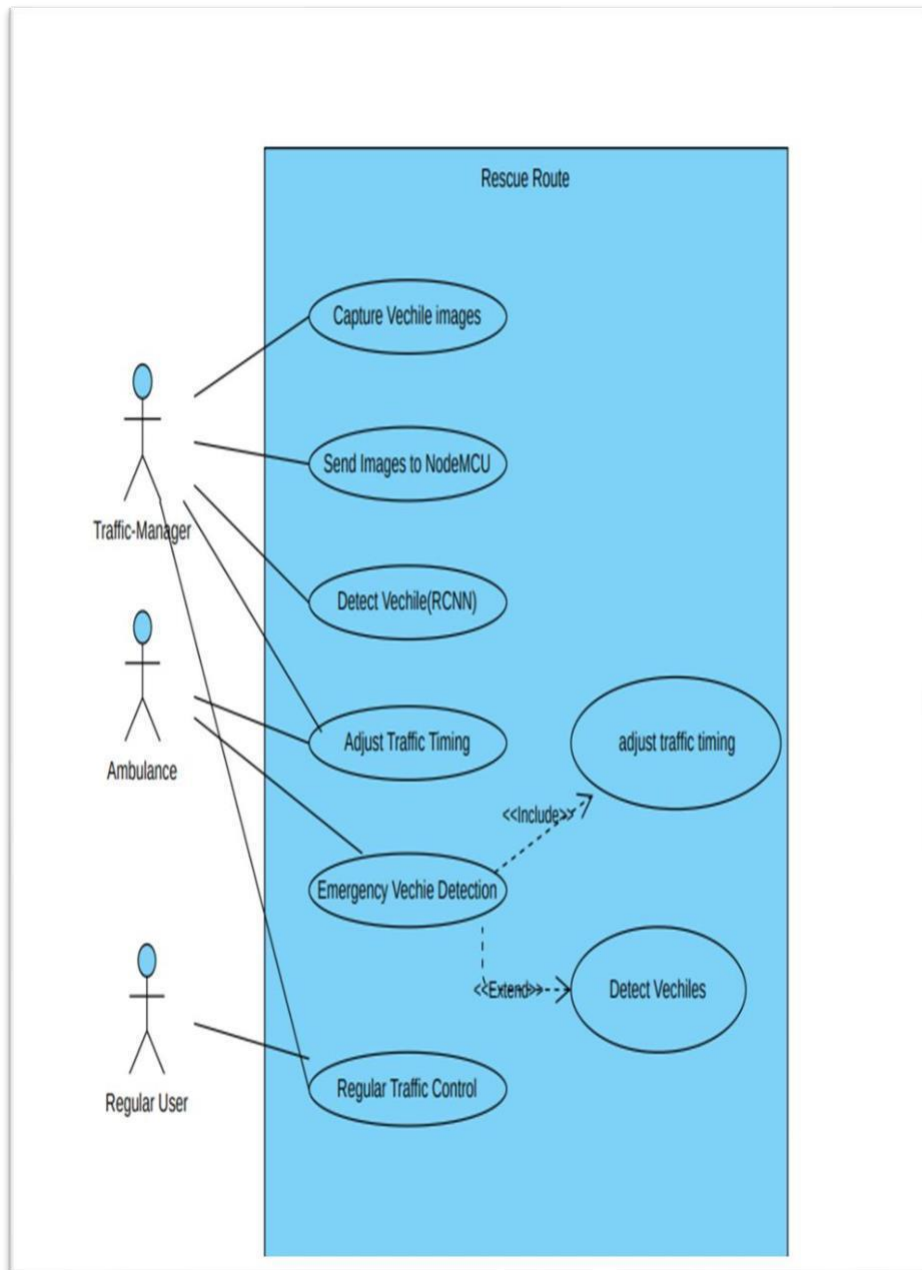 Rescue Route
Capture Vechile images
Send Images to NodeMCU
Traffic-Manager
Detect Vechile(RCNN)
Adjust Traffic Timing
adjust traffic timing
Ambulance
<<Include>>
Emergency Vechie Detection
<<Extend>>
Detect Vechiles
Regular Traffic Control
Regular User